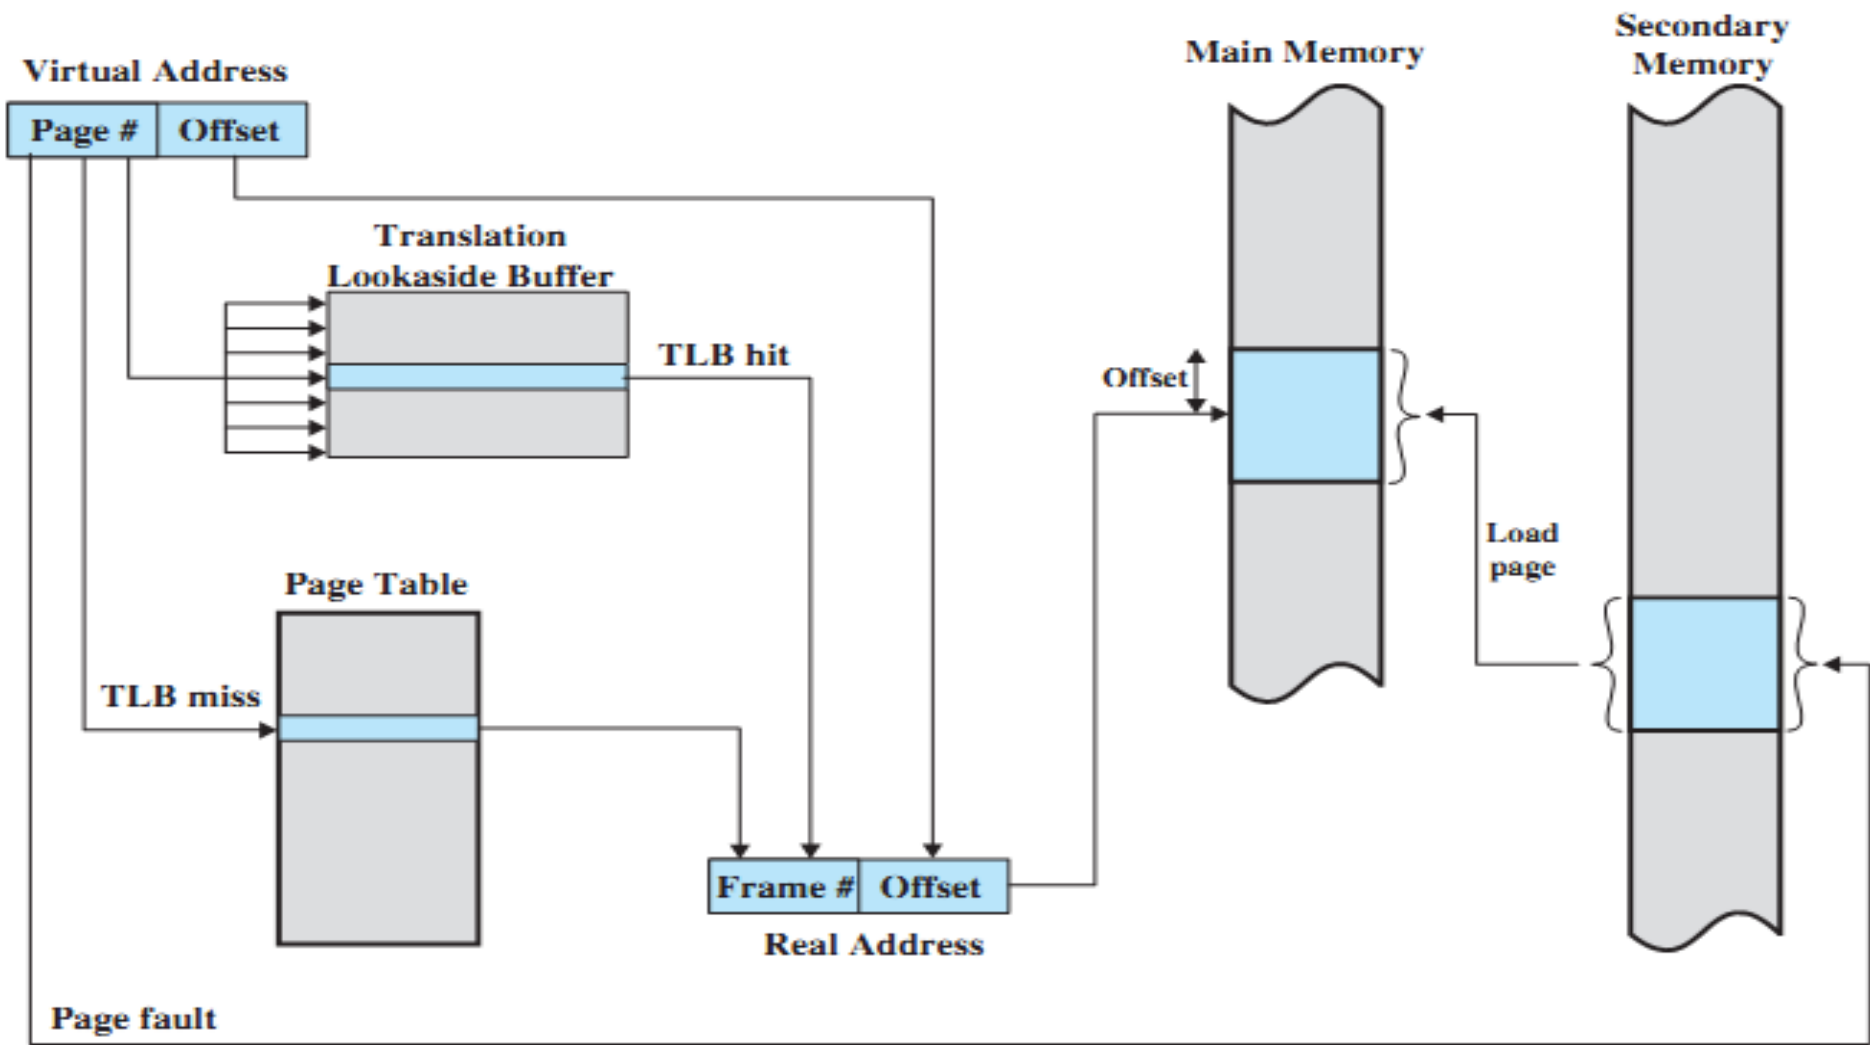 Secondary
Memory
Main Memory
Virtual Address
Page #
Offset
Translation
Lookaside Buffer
TLB hit
Offset
Load
page
Page Table
TLB miss
Frame #
Offset
Real Address
Page fault